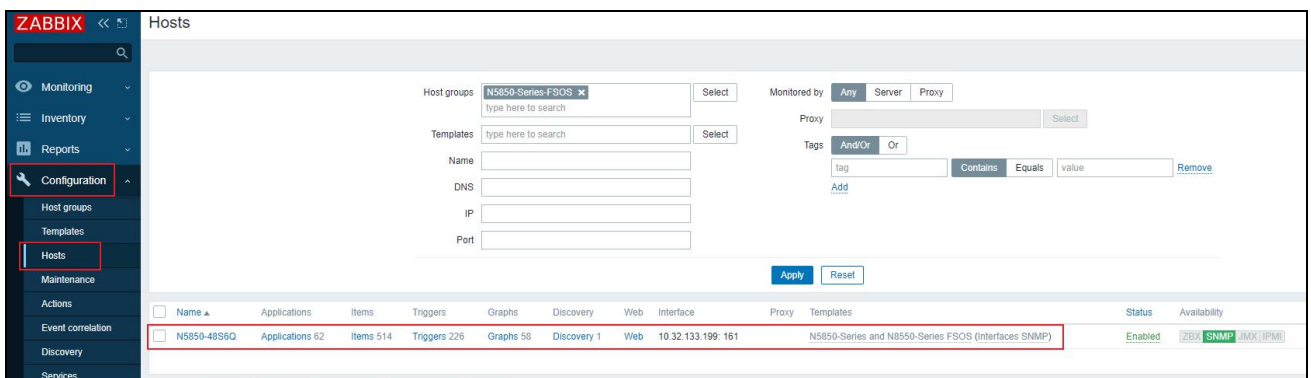 ZABBIX
Hosts
Monitoring
Inventory
Reports
Configuration
Host groups
Templates
Hosts
Maintenance
Actions
Event correlation
Discovery
Services
Host groups N5850-Series-FSOS Select
type here to search
Templates type here to search Select
Name
DNS
IP
Port
Monitored by Any Server Proxy
Proxy Select
Tags And/Or Or
tag Contains Equals value Remove
Add
Apply Reset
Name Applications Items Triggers Graphs Discovery Web Interface Proxy Templates Status Availability
N5850-48S6Q Applications 62 Items 514 Triggers 226 Graphs 58 Discovery 1 Web 10.32.133.199: 161 N5850-Series and N8550-Series FSOS (Interfaces SNMP) Enabled ZBX SNMP JMX IPMI